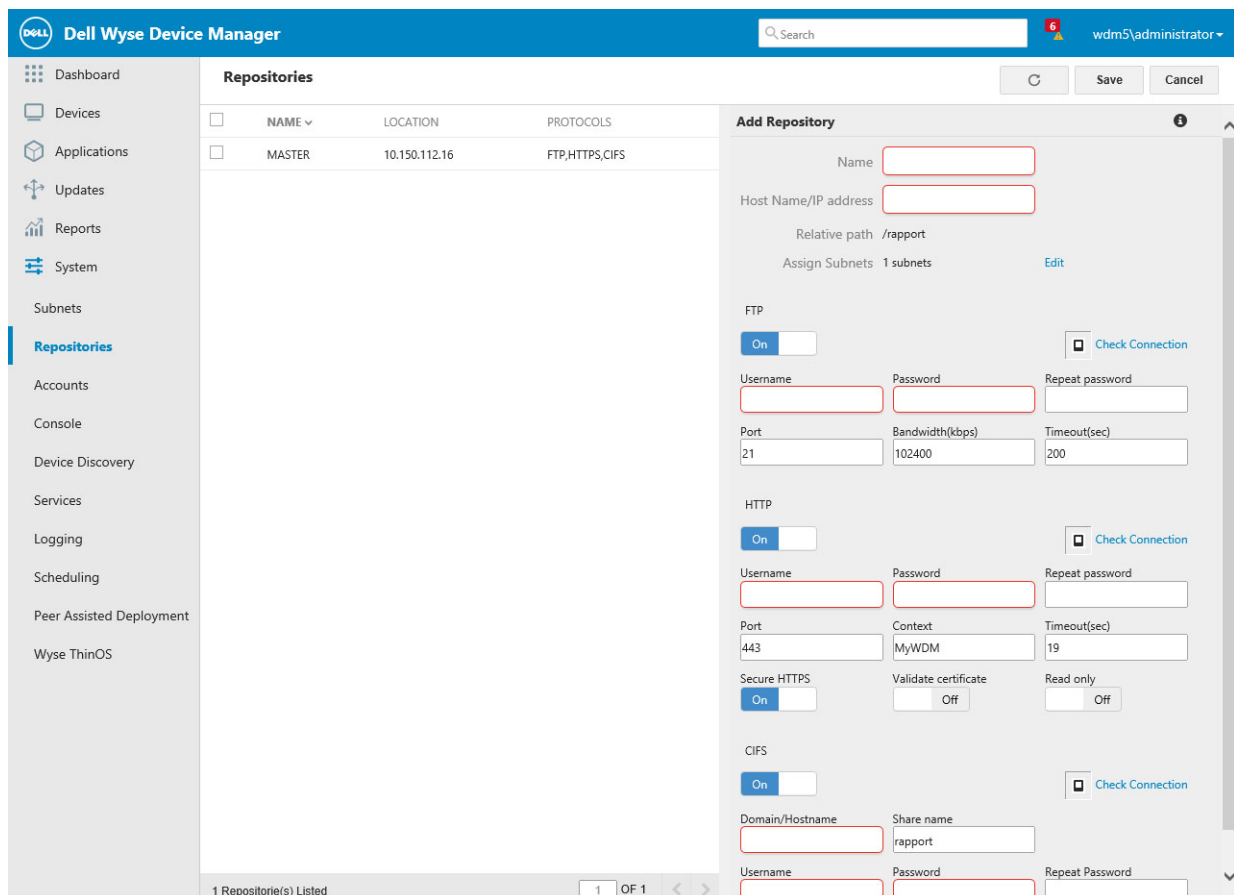 DELL Dell Wyse Device Manager Search 6 wdm5\administrator
Dashboard
Devices
Applications
Updates
Reports
System
Subnets
Repositories
Accounts
Console
Device Discovery
Services
Logging
Scheduling
Peer Assisted Deployment
Wyse ThinOS
Repositories Save Cancel
NAME LOCATION PROTOCOLS
MASTER 10.150.112.16 FTP,HTTPS,CIFS
1 Repositorie(s) Listed 1 OF 1
Add Repository
Name
Host Name/IP address
Relative path /rapport
Assign Subnets 1 subnets Edit
FTP
On Check Connection
Username Password Repeat password
Port Bandwidth(kbps) Timeout(sec)
21 102400 200
HTTP
On Check Connection
Username Password Repeat password
Port Context Timeout(sec)
443 MyWDM 19
Secure HTTPS Validate certificate Read only
On Off Off
CIFS
On Check Connection
Domain/Hostname Share name
rapport
Username Password Repeat Password